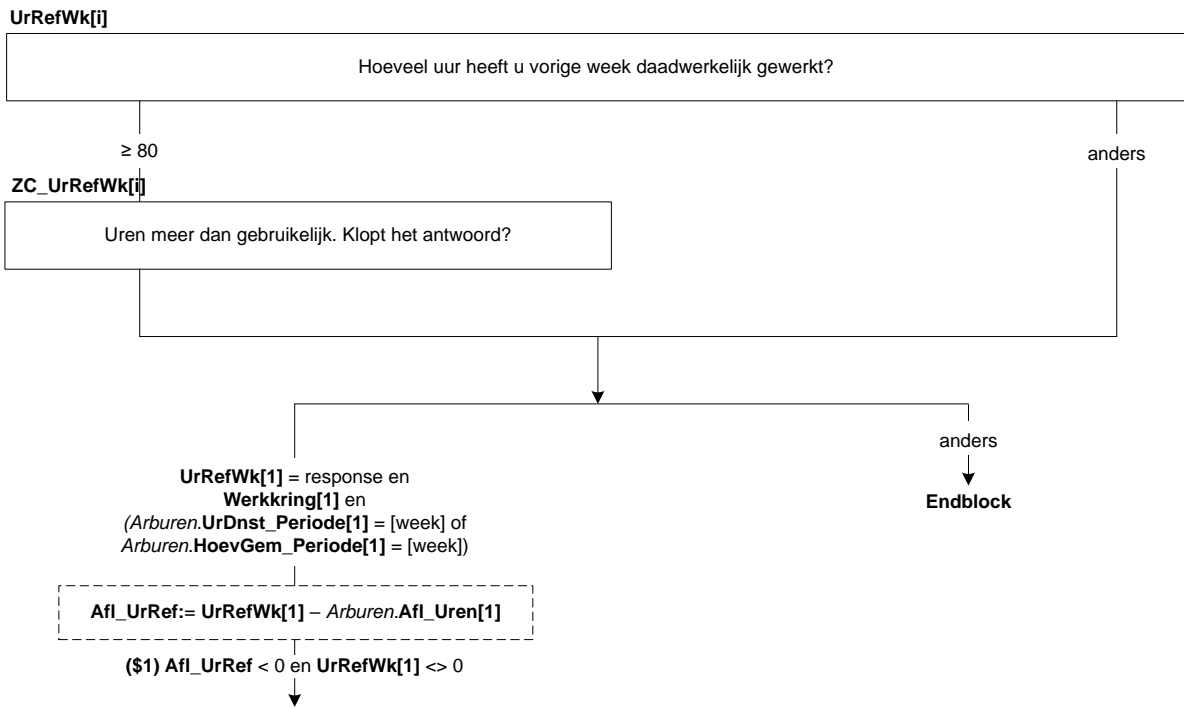 UrRefWk[i]
Hoeveel uur heeft u vorige week daadwerkelijk gewerkt?
≥ 80
anders
ZC_UrRefWk[i]
Uren meer dan gebruikelijk. Klopt het antwoord?
anders
Endblock
UrRefWk[1] = response en
Werkkring[1] en
(Arburen.UrDnst_Periode[1] = [week] of
Arburen.HoevGem_Periode[1] = [week])
Afl_UrRef:= UrRefWk[1] – Arburen.Afl_Uren[1]
($1) Afl_UrRef < 0 en UrRefWk[1] <> 0